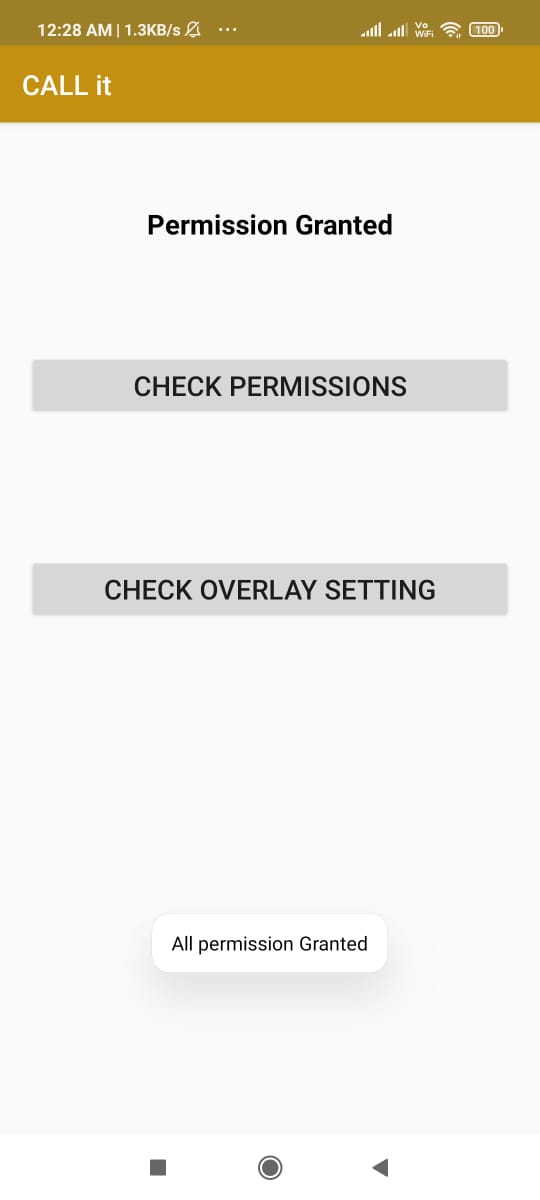 12:28 AM | 1.3KB/s ... Vo WiFi 100
CALL it
Permission Granted
CHECK PERMISSIONS
CHECK OVERLAY SETTING
All permission Granted